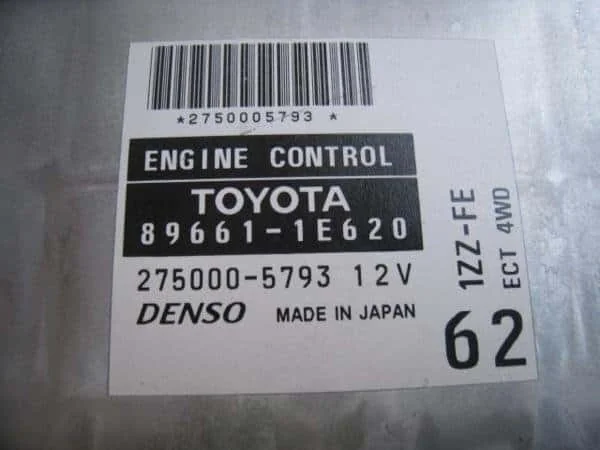 *2750005793 *
ENGINE CONTROL
TOYOTA
89661-1E620
275000-5793 12V
DENSO MADE IN JAPAN
1ZZ-FE
ECT 4WD
62